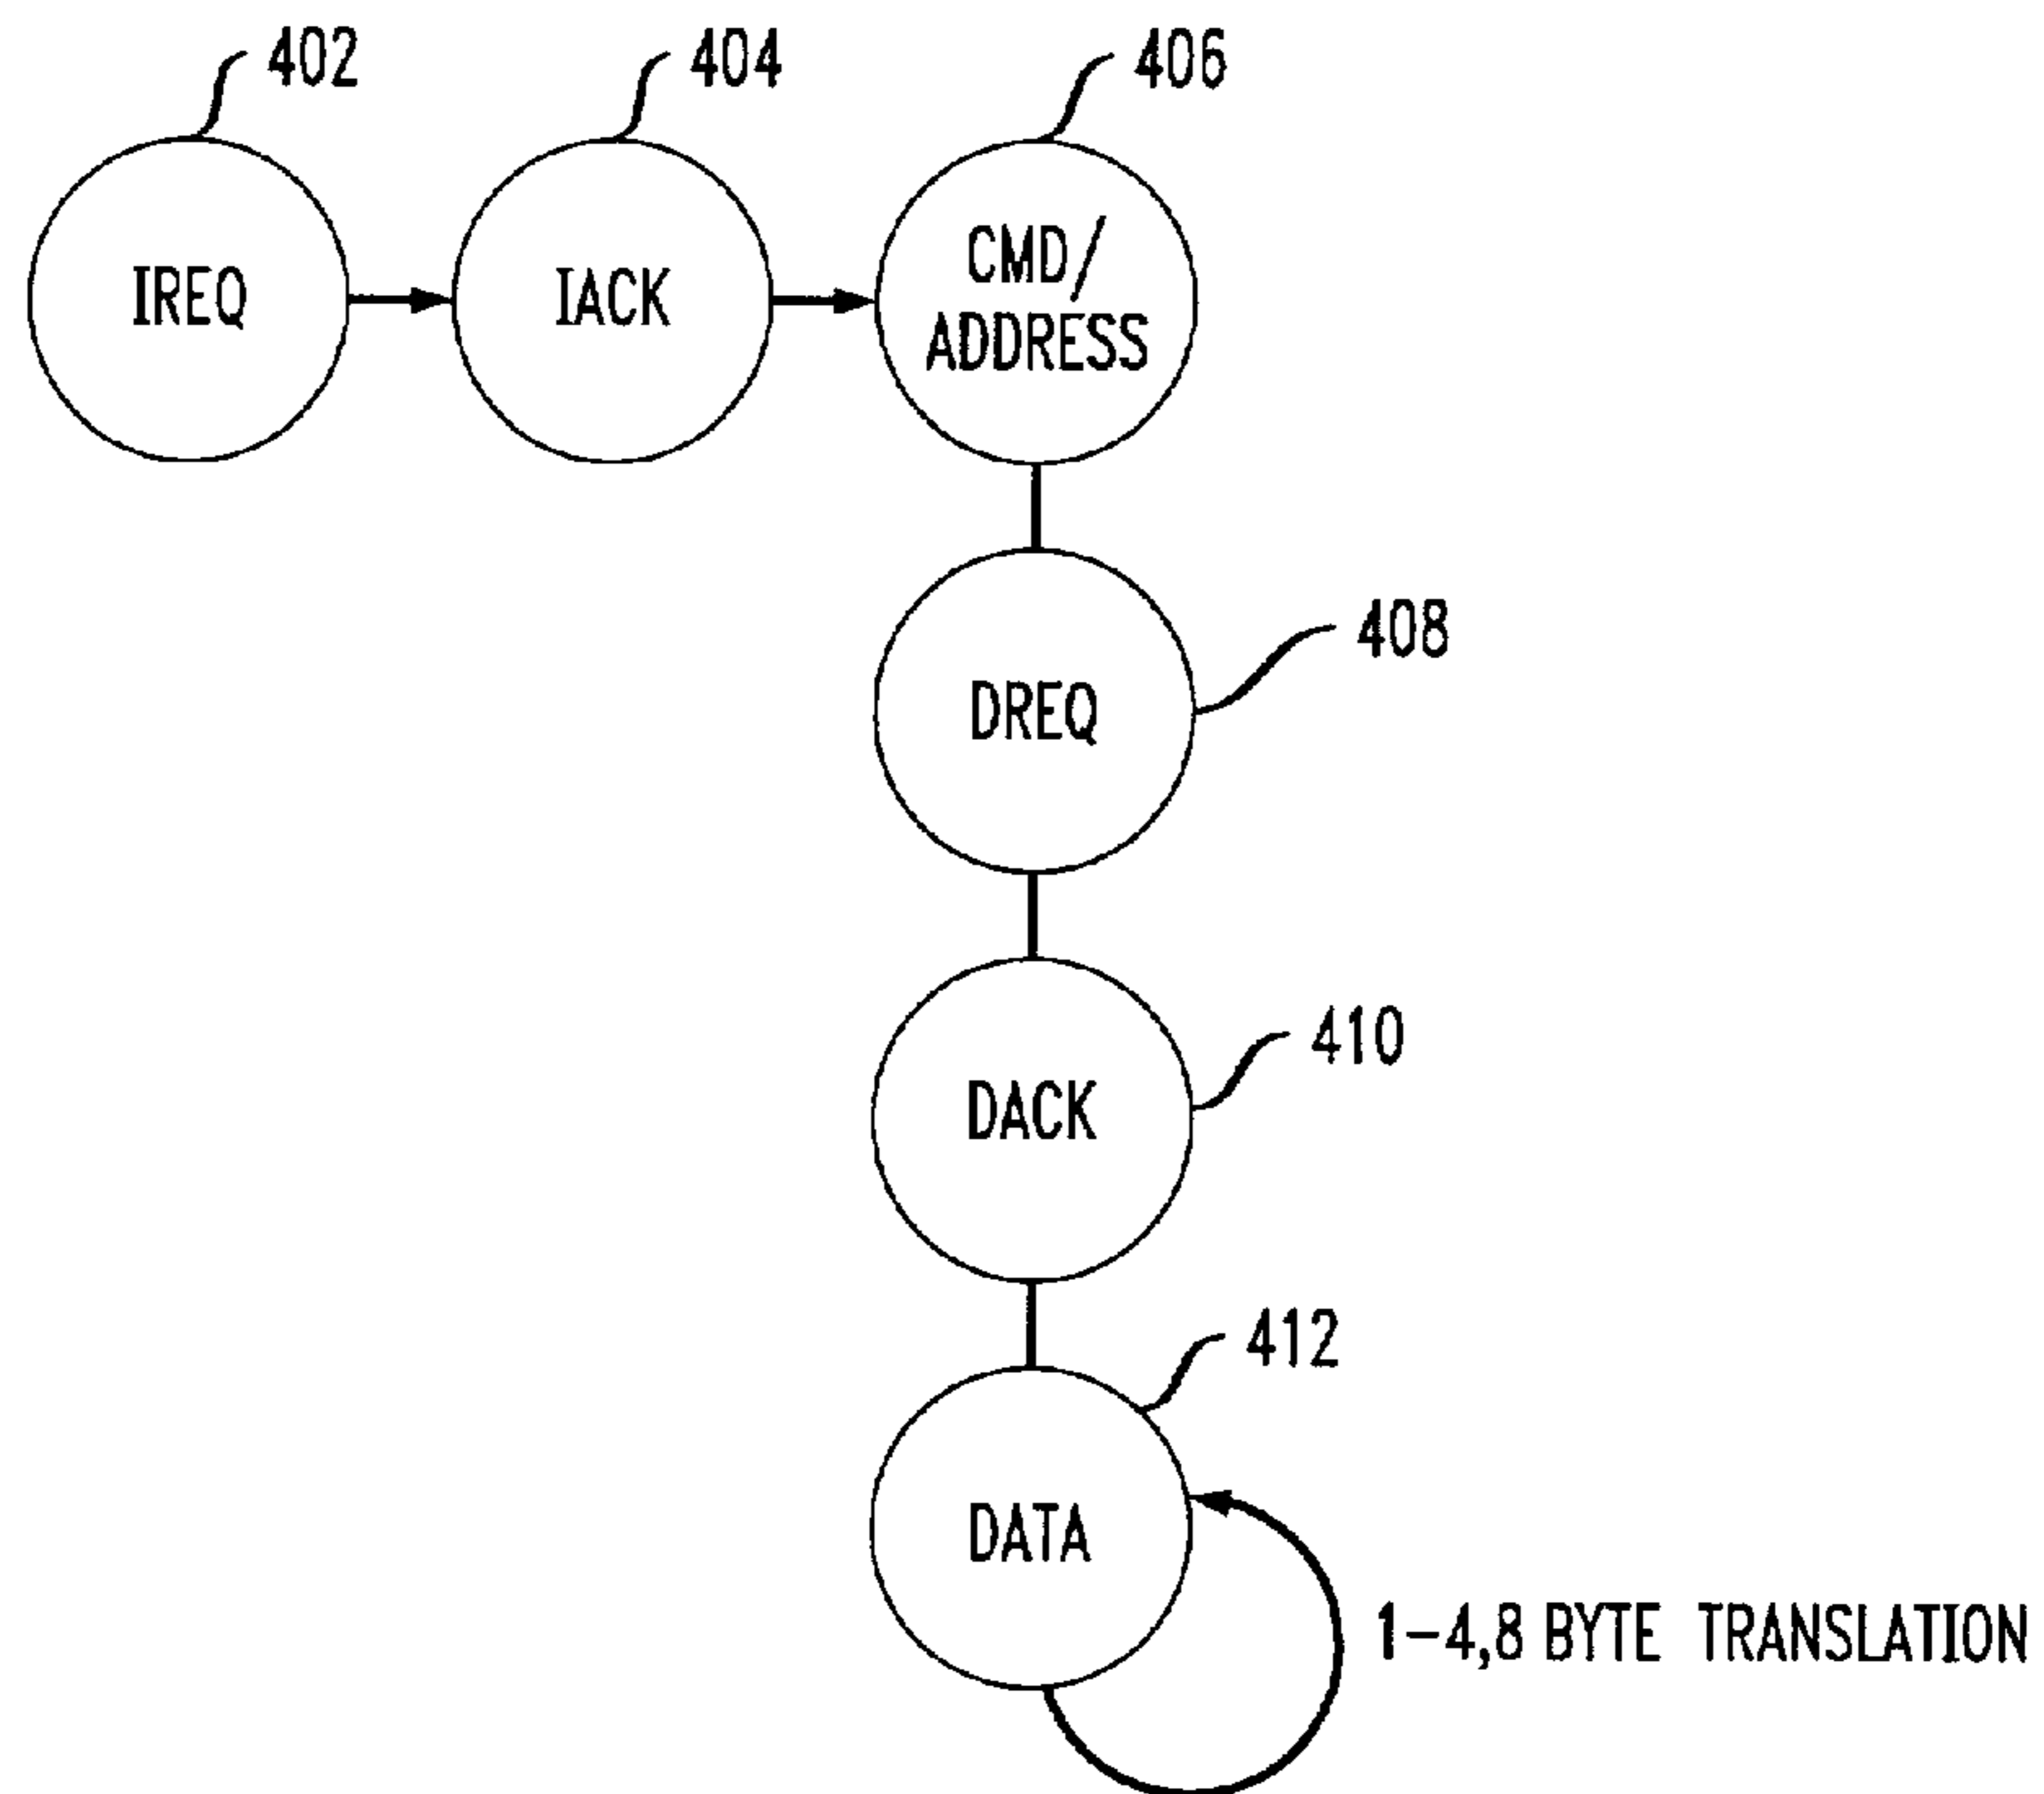 402
404
406
IREQ
IACK
CMD/
ADDRESS
408
DREQ
410
DACK
412
DATA
1-4,8 BYTE TRANSLATION